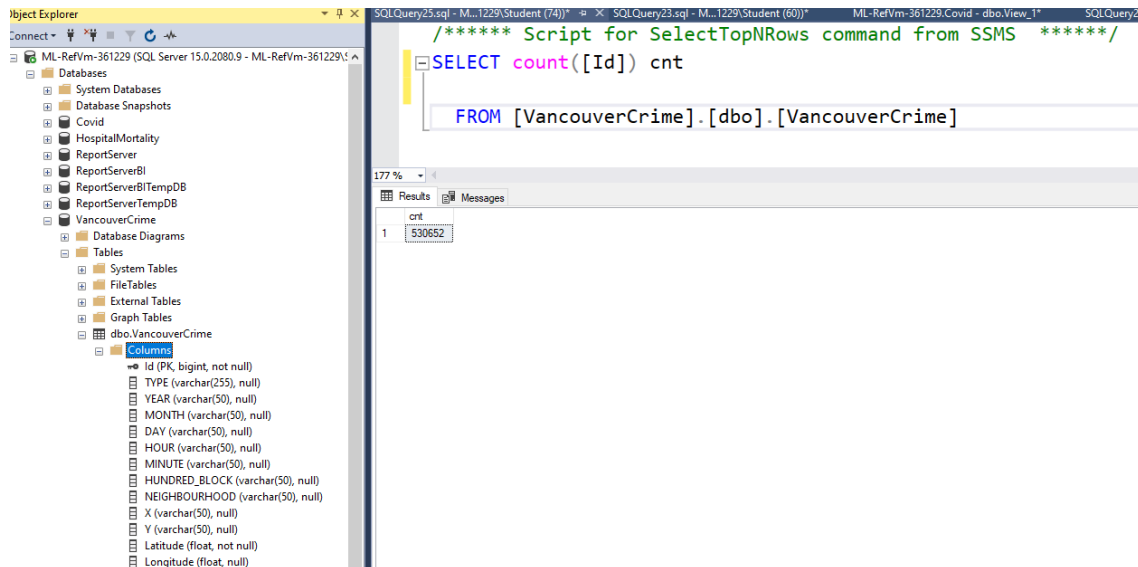 Object Explorer
Connect
ML-RefVm-361229 (SQL Server 15.0.2080.9 - ML-RefVm-361229\S
Databases
System Databases
Database Snapshots
Covid
HospitalMortality
ReportServer
ReportServerBI
ReportServerBITempDB
ReportServerTempDB
VancouverCrime
Database Diagrams
Tables
System Tables
FileTables
External Tables
Graph Tables
dbo.VancouverCrime
Columns
Id (PK, bigint, not null)
TYPE (varchar(255), null)
YEAR (varchar(50), null)
MONTH (varchar(50), null)
DAY (varchar(50), null)
HOUR (varchar(50), null)
MINUTE (varchar(50), null)
HUNDRED_BLOCK (varchar(50), null)
NEIGHBOURHOOD (varchar(50), null)
X (varchar(50), null)
Y (varchar(50), null)
Latitude (float, not null)
Longitude (float, null)
SQLQuery25.sql - M...1229\Student (74))* SQLQuery23.sql - M...1229\Student (60))* ML-RefVm-361229.Covid - dbo.View_1* SQLQuery2
/****** Script for SelectTopNRows command from SSMS ******/
SELECT count([Id]) cnt
FROM [VancouverCrime].[dbo].[VancouverCrime]
177 %
Results Messages
cnt
1 530652